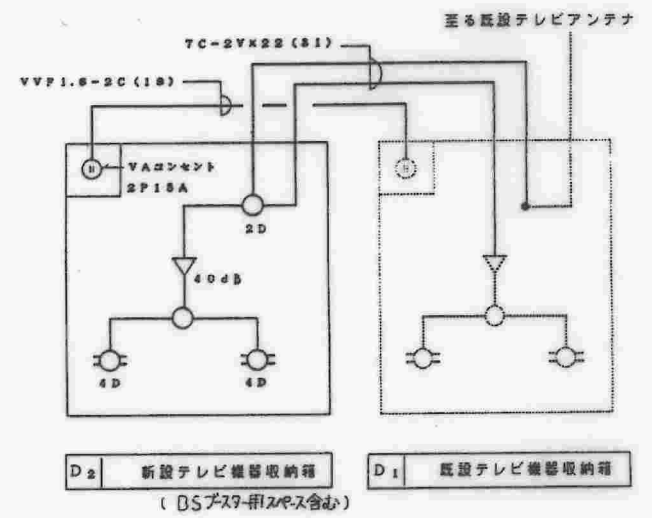 至る既設テレビアンテナ
7C-2V×22(31)
VVF1.6-2C(19)
VAコンセント
2P15A
2D
40dB
4D
4D
D2 新設テレビ機器収納箱
(BSブースター用スペース含む)
D1 既設テレビ機器収納箱